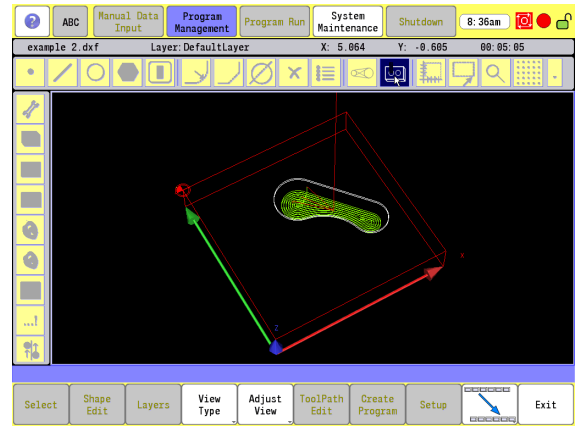 ? ABC Manual Data Input Program Management Program Run System Maintenance Shutdown 8:36am
example 2.dxf Layer: DefaultLayer X: 5.064 Y: -0.605 00:05:05
X
...1
Z
Select Shape Edit Layers View Type Adjust View ToolPath Edit Create Program Setup Exit